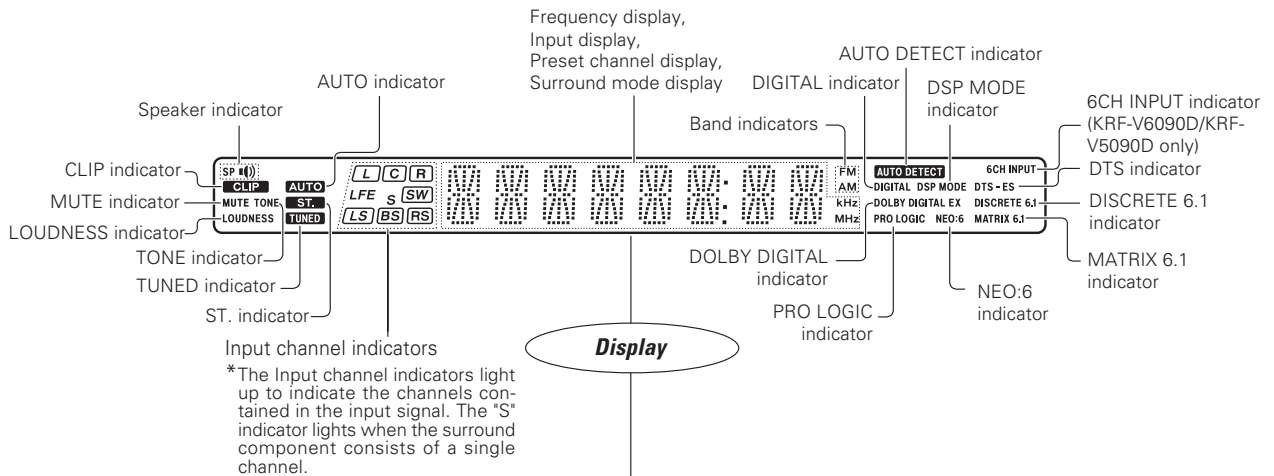 Frequency display,
Input display,
Preset channel display,
Surround mode display
AUTO DETECT indicator
AUTO indicator
DIGITAL indicator
DSP MODE
indicator
Speaker indicator
Band indicators
6CH INPUT indicator
(KRF-V6090D/KRF-
V5090D only)
CLIP indicator
DTS indicator
MUTE indicator
DISCRETE 6.1
indicator
LOUDNESS indicator
TONE indicator
DOLBY DIGITAL
indicator
MATRIX 6.1
indicator
TUNED indicator
NEO:6
indicator
ST. indicator
PRO LOGIC
indicator
SP
CLIP AUTO
MUTE TONE ST.
LOUDNESS TUNED
L C R
LFE S SW
LS BS RS
FM
AM
kHz
MHz
AUTO DETECT 6CH INPUT
DIGITAL DSP MODE DTS-ES
DOLBY DIGITAL EX DISCRETE 6.1
PRO LOGIC NEO:6 MATRIX 6.1
Input channel indicators
Display
*The Input channel indicators light
up to indicate the channels con-
tained in the input signal. The "S"
indicator lights when the surround
component consists of a single
channel.